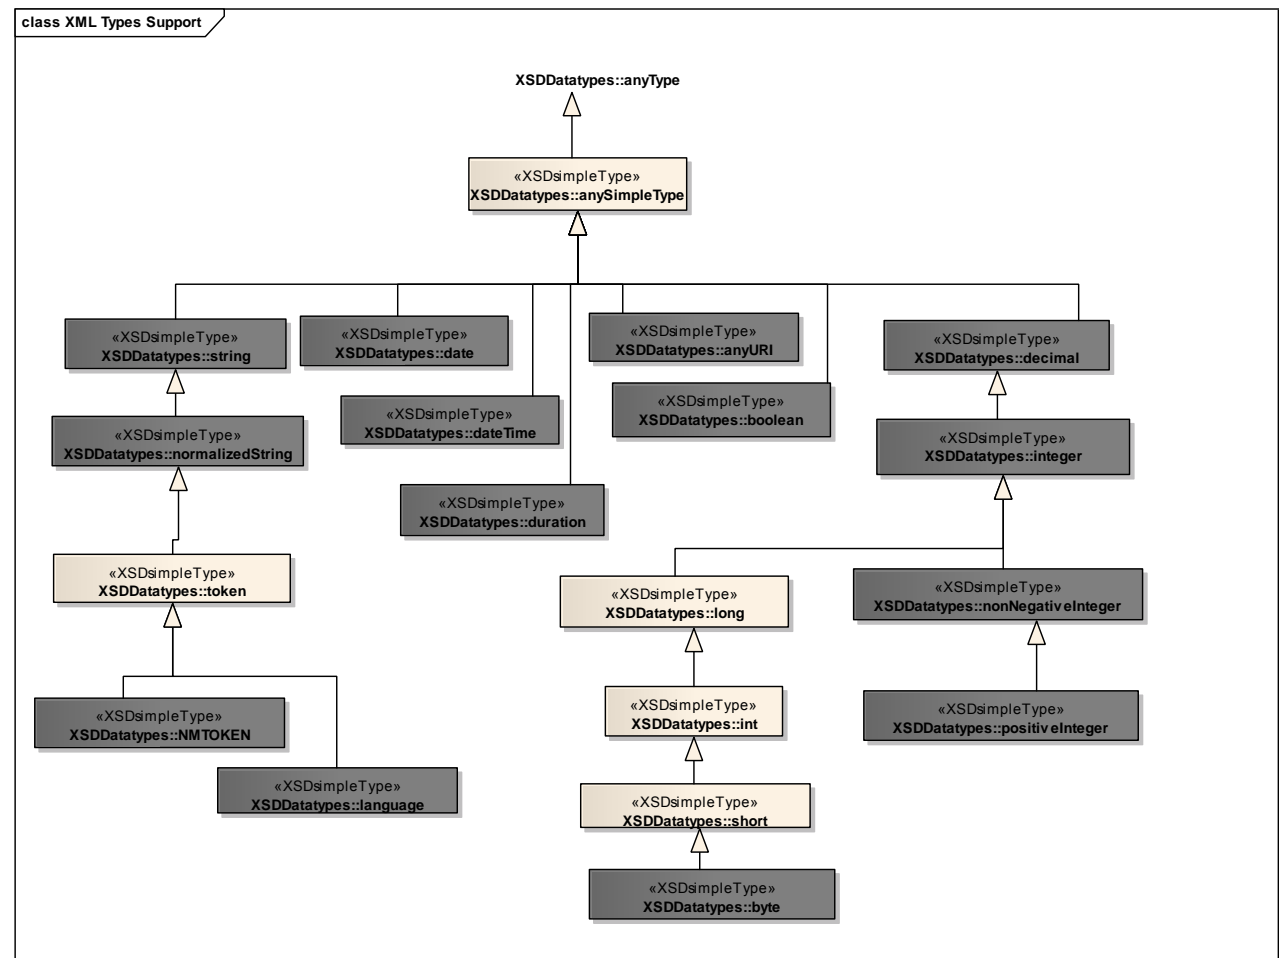 class XML Types Support
XSDDatatypes::anyType
«XSDsimpleType»
XSDDatatypes::anySimpleType
«XSDsimpleType»
XSDDatatypes::string
«XSDsimpleType»
XSDDatatypes::date
«XSDsimpleType»
XSDDatatypes::anyURI
«XSDsimpleType»
XSDDatatypes::decimal
«XSDsimpleType»
XSDDatatypes::dateTime
«XSDsimpleType»
XSDDatatypes::boolean
«XSDsimpleType»
XSDDatatypes::normalizedString
«XSDsimpleType»
XSDDatatypes::integer
«XSDsimpleType»
XSDDatatypes::duration
«XSDsimpleType»
XSDDatatypes::token
«XSDsimpleType»
XSDDatatypes::long
«XSDsimpleType»
XSDDatatypes::nonNegativeInteger
«XSDsimpleType»
XSDDatatypes::NMTOKEN
«XSDsimpleType»
XSDDatatypes::int
«XSDsimpleType»
XSDDatatypes::positiveInteger
«XSDsimpleType»
XSDDatatypes::language
«XSDsimpleType»
XSDDatatypes::short
«XSDsimpleType»
XSDDatatypes::byte